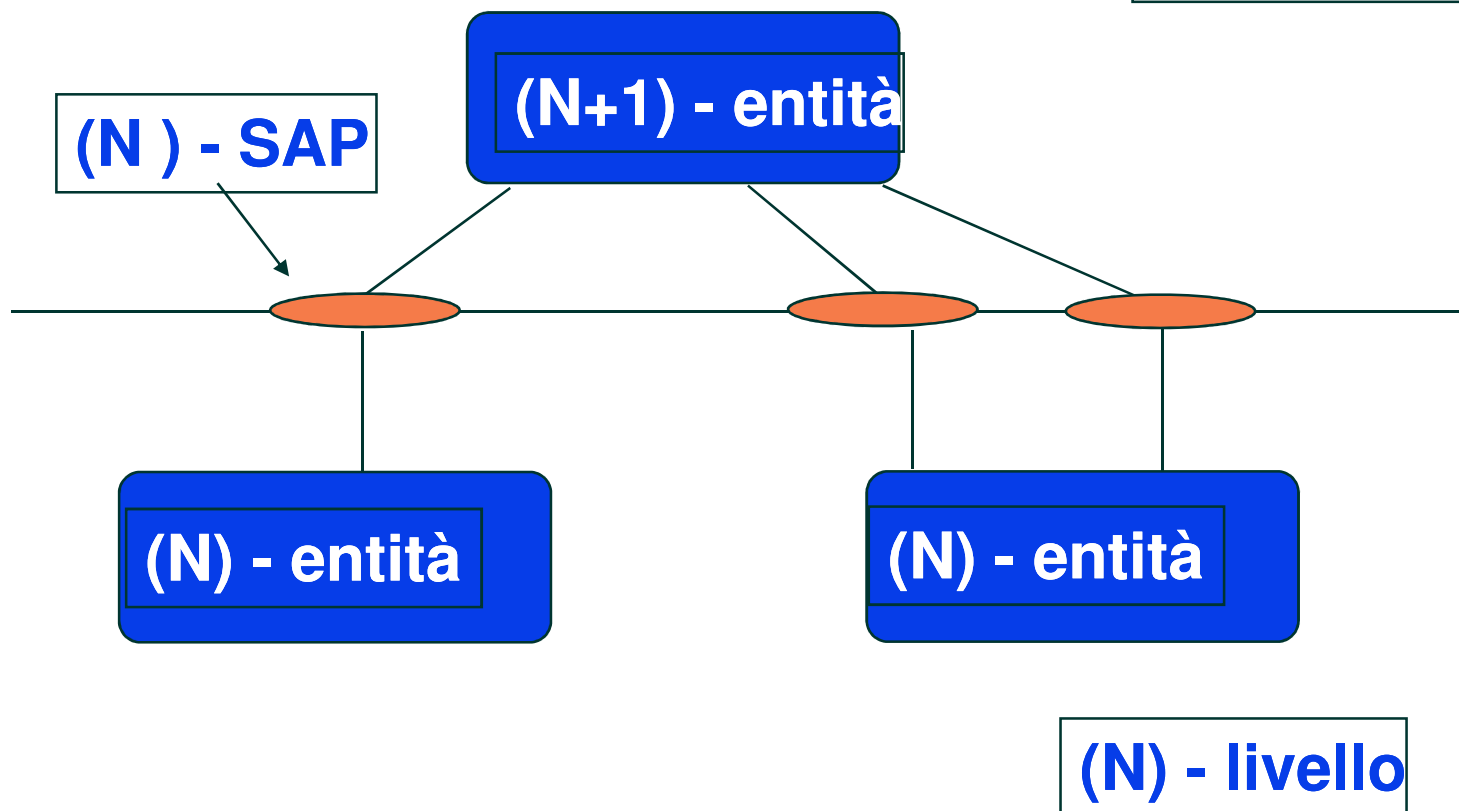 (N+1) - entità
(N ) - SAP
(N) - entità
(N) - entità
(N) - livello